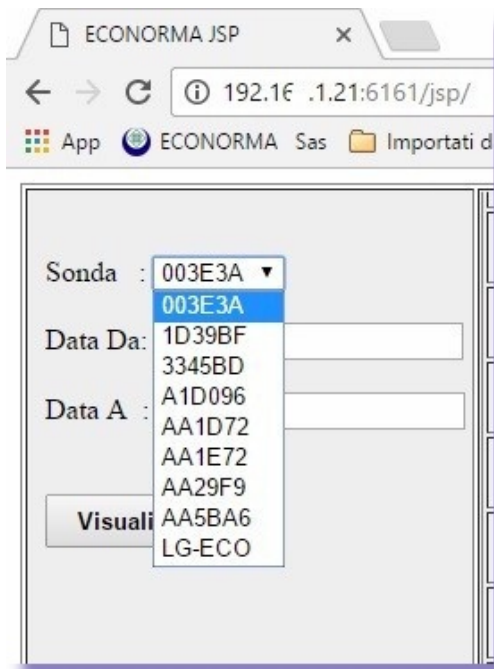 ECONORMA JSP
192.16 .1.21:6161/jsp/
App ECONORMA Sas Importati d
Sonda : 003E3A
003E3A
Data Da: 1D39BF
3345BD
Data A : A1D096
AA1D72
AA1E72
AA29F9
Visuali AA5BA6
LG-ECO